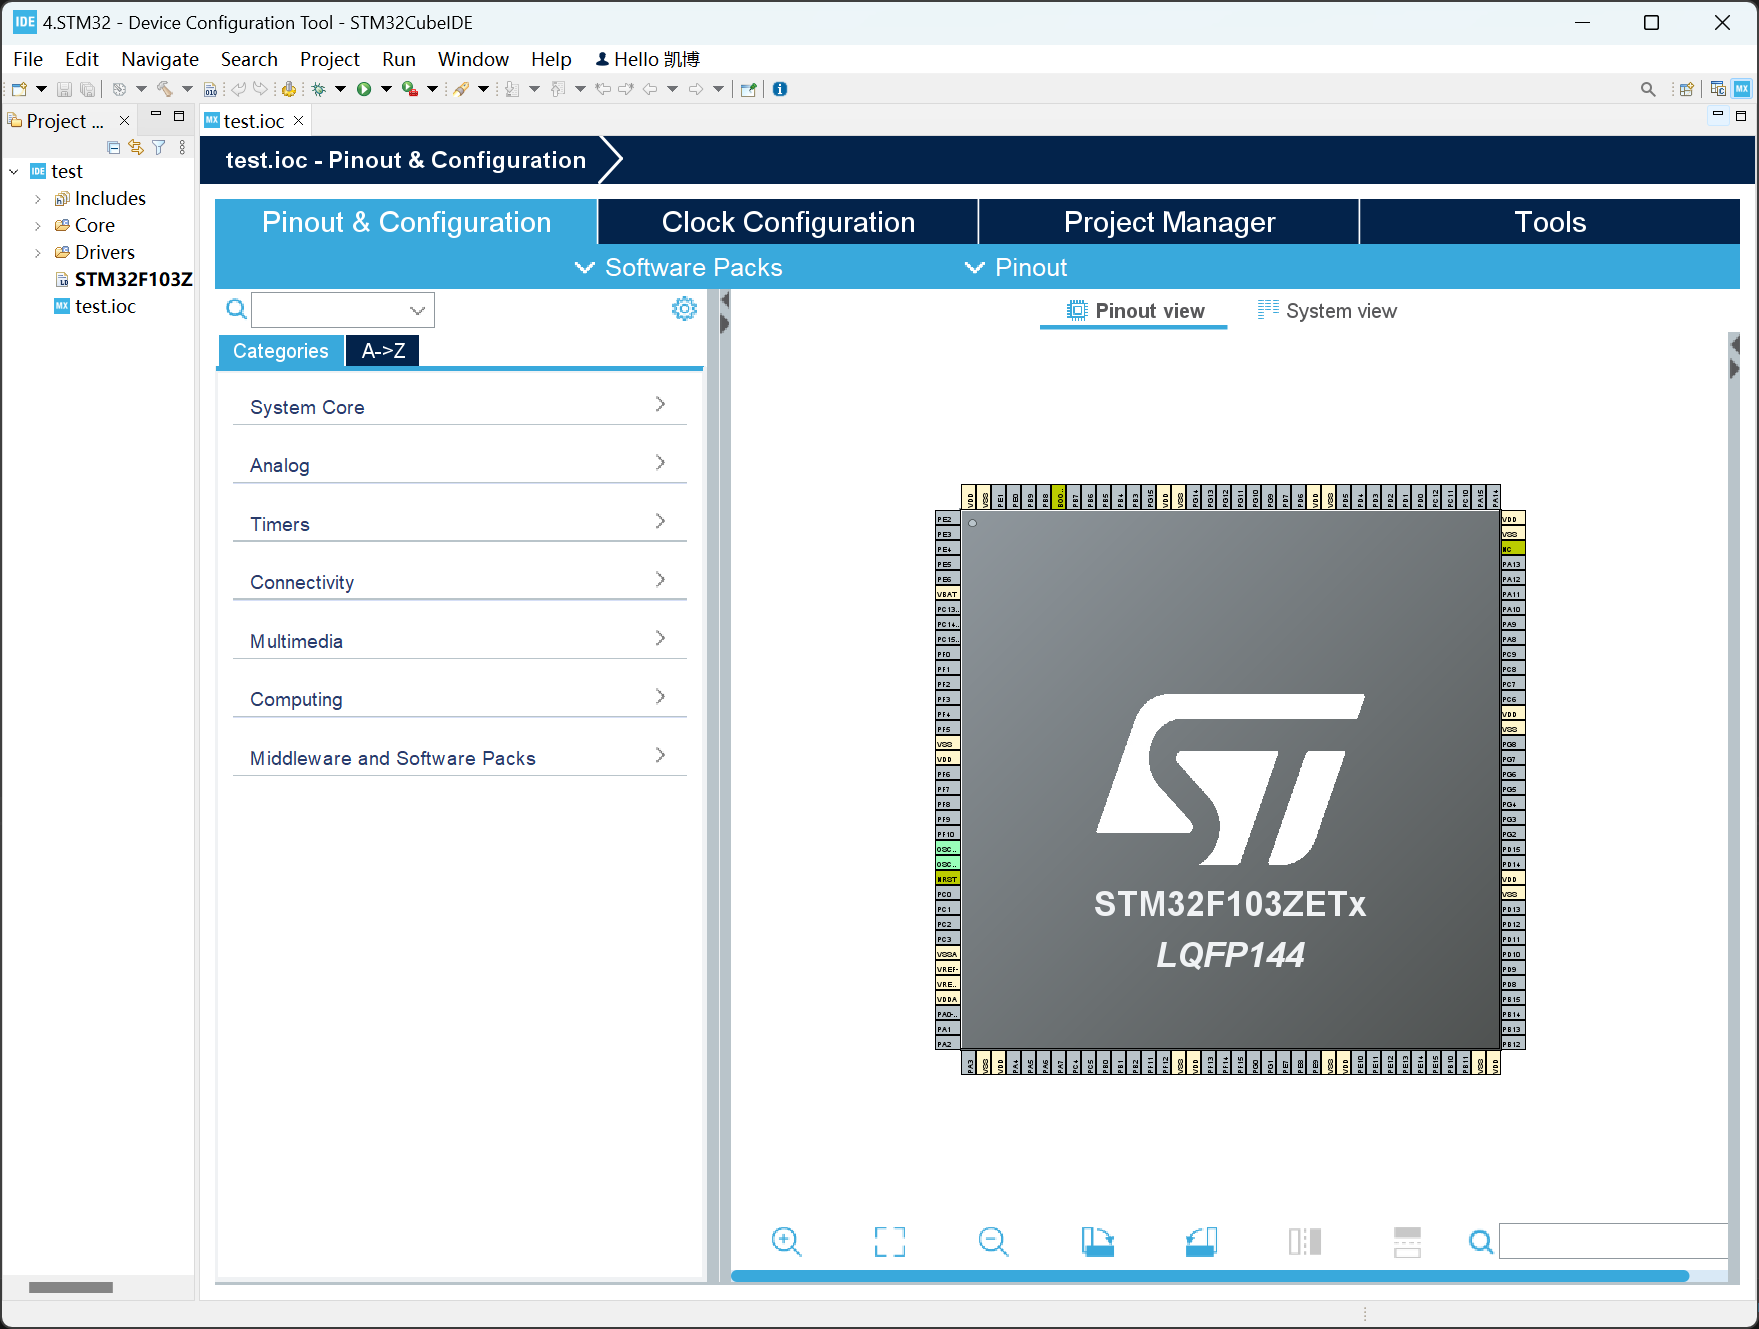 IDE 4.STM32 - Device Configuration Tool - STM32CubeIDE
File Edit Navigate Search Project Run Window Help Hello 凯博
Project ...
MX test.ioc
IDE test
Includes
Core
Drivers
STM32F103Z
MX test.ioc
test.ioc - Pinout & Configuration
Pinout & Configuration Clock Configuration Project Manager Tools
Software Packs Pinout
Pinout view System view
Categories A->Z
System Core
Analog
Timers
Connectivity
Multimedia
Computing
Middleware and Software Packs
VDD VSS PE1 PE0 PB9 PB8 BOO.. PB7 PB6 PB5 PB4 PB3 PG15 VDD VSS PG14 PG13 PG12 PG11 PG10 PG9 PD7 PD6 VDD VSS PD5 PD4 PD3 PD2 PD1 PD0 PC12 PC11 PC10 PA15 PA14
PE2
PE3
PE4
PE5
PE6
VBAT
PC13..
PC14..
PC15..
PF0
PF1
PF2
PF3
PF4
PF5
VSS
VDD
PF6
PF7
PF8
PF9
PF10
OSC..
OSC..
NRST
PC0
PC1
PC2
PC3
VSSA
VREF-
VRE..
VDDA
PA0-..
PA1
PA2
STM32F103ZETx
LQFP144
VDD
VSS
NC
PA13
PA12
PA11
PA10
PA9
PA8
PC9
PC8
PC7
PC6
VDD
VSS
PG8
PG7
PG6
PG5
PG4
PG3
PG2
PD15
PD14
VDD
VSS
PD13
PD12
PD11
PD10
PD9
PD8
PB15
PB14
PB13
PB12
PA3 VSS VDD PA4 PA5 PA6 PA7 PC4 PC5 PB0 PB1 PB2 PF11 PF12 VSS VDD PF13 PF14 PF15 PG0 PG1 PE7 PE8 PE9 VSS VDD PE10 PE11 PE12 PE13 PE14 PE15 PB10 PB11 VSS VDD